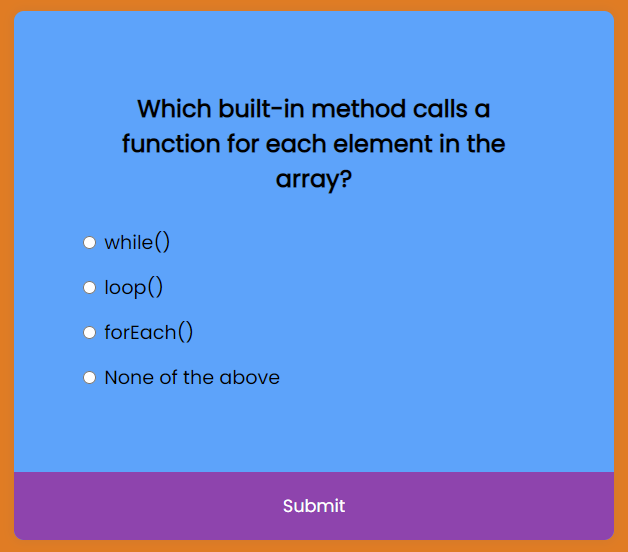 Which built-in method calls a
function for each element in the
array?
while()
loop()
forEach()
None of the above
Submit